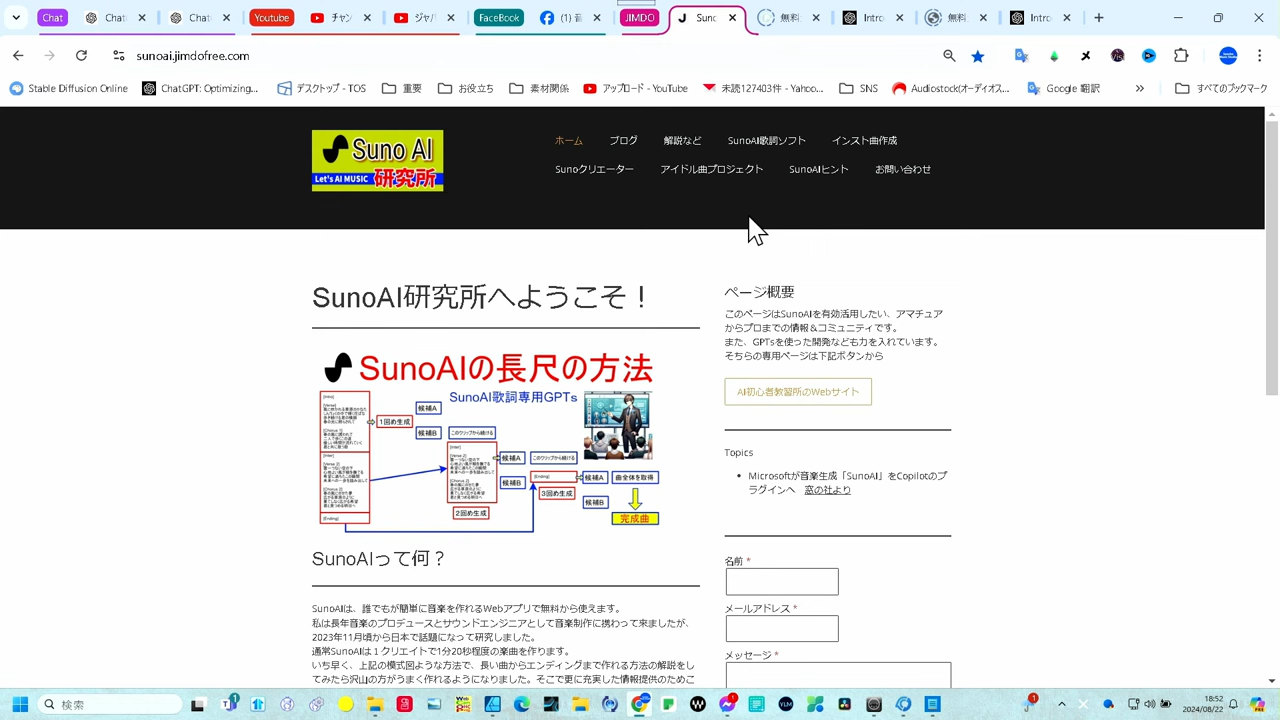 Chat
Chat
Chat
Youtube
チャン
ジャパ
FaceBook
(1) 音
JIMDO
Suno
無料
Intro
無料
Intro
sunoai.jimdofree.com
Stable Diffusion Online
ChatGPT: Optimizing...
デスクトップ - TOS
重要
お役立ち
素材関係
アップロード - YouTube
未読127403件 - Yahoo...
SNS
Audiostock(オーディオス...
Google 翻訳
»
すべてのブックマーク
Suno AI
Let's AI MUSIC 研究所
ホーム
ブログ
解説など
SunoAI歌詞ソフト
インスト曲作成
Sunoクリエーター
アイドル曲プロジェクト
SunoAIヒント
お問い合わせ
SunoAI研究所へようこそ！
SunoAIの長尺の方法
SunoAI歌詞専用GPTs
[Intro]
[Verse]
[Chorus 1]
[Inter]
[Verse 2]
[Chorus 2]
[Ending]
1回め生成
候補A
候補B
このクリップから続ける
[Inter]
[Verse 2]
[Chorus 2]
2回め生成
候補A
候補B
このクリップから続ける
[Ending]
3回め生成
候補A
候補B
曲全体を取得
完成曲
SunoAIって何？
SunoAIは、誰でもが簡単に音楽を作れるWebアプリで無料から使えます。
私は長年音楽のプロデュースとサウンドエンジニアとして音楽制作に携わって来ましたが、
2023年11月頃から日本で話題になって研究しました。
通常SunoAIは１クリエイトで1分20秒程度の楽曲を作ります。
いち早く、上記の模式図ような方法で、長い曲からエンディングまで作れる方法の解説をし
てみたら沢山の方がうまく作れるようになりました。そこで更に充実した情報提供のためこ
ページ概要
このページはSunoAIを有効活用したい、アマチュア
からプロまでの情報＆コミュニティです。
また、GPTsを使った開発なども力を入れています。
そちらの専用ページは下記ボタンから
AI初心者教習所のWebサイト
Topics
• Microsoftが音楽生成「SunoAI」をCopilotのプ
ラグインへ 窓の杜より
名前 *
メールアドレス *
メッセージ *
検索
18:52
2024/08/22